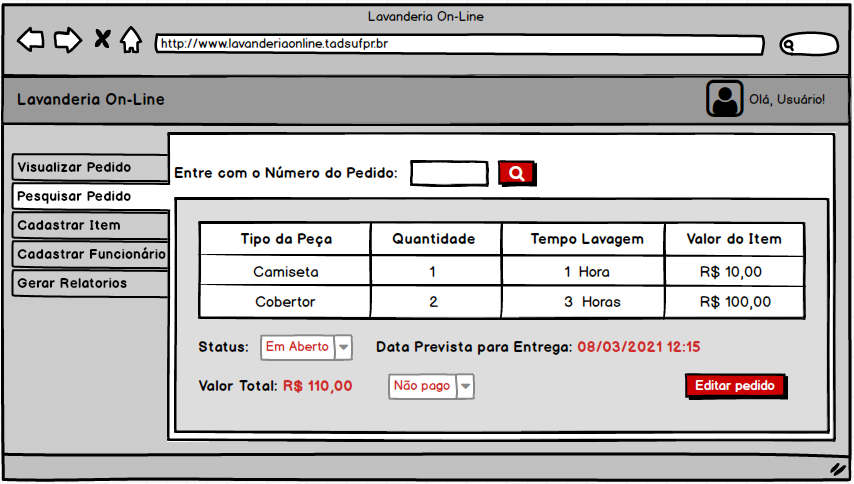 Lavanderia On-Line
http://www.lavanderiaonline.tadsufpr.br
Lavanderia On-Line
Olá, Usuário!
Visualizar Pedido
Pesquisar Pedido
Cadastrar Item
Cadastrar Funcionário
Gerar Relatorios
Entre com o Número do Pedido:
Tipo da Peça Quantidade Tempo Lavagem Valor do Item
Camiseta 1 1 Hora R$ 10,00
Cobertor 2 3 Horas R$ 100,00
Status: Em Aberto Data Prevista para Entrega: 08/03/2021 12:15
Valor Total: R$ 110,00 Não pago Editar pedido